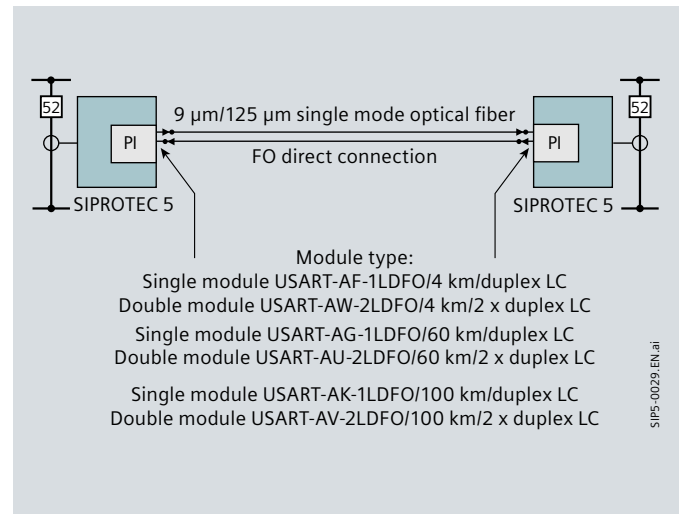 52
52
9 µm/125 µm single mode optical fiber
PI
PI
FO direct connection
SIPROTEC 5
SIPROTEC 5
Module type:
Single module USART-AF-1LDFO/4 km/duplex LC
Double module USART-AW-2LDFO/4 km/2 x duplex LC
Single module USART-AG-1LDFO/60 km/duplex LC
Double module USART-AU-2LDFO/60 km/2 x duplex LC
Single module USART-AK-1LDFO/100 km/duplex LC
Double module USART-AV-2LDFO/100 km/2 x duplex LC
SIP5-0029.EN.ai